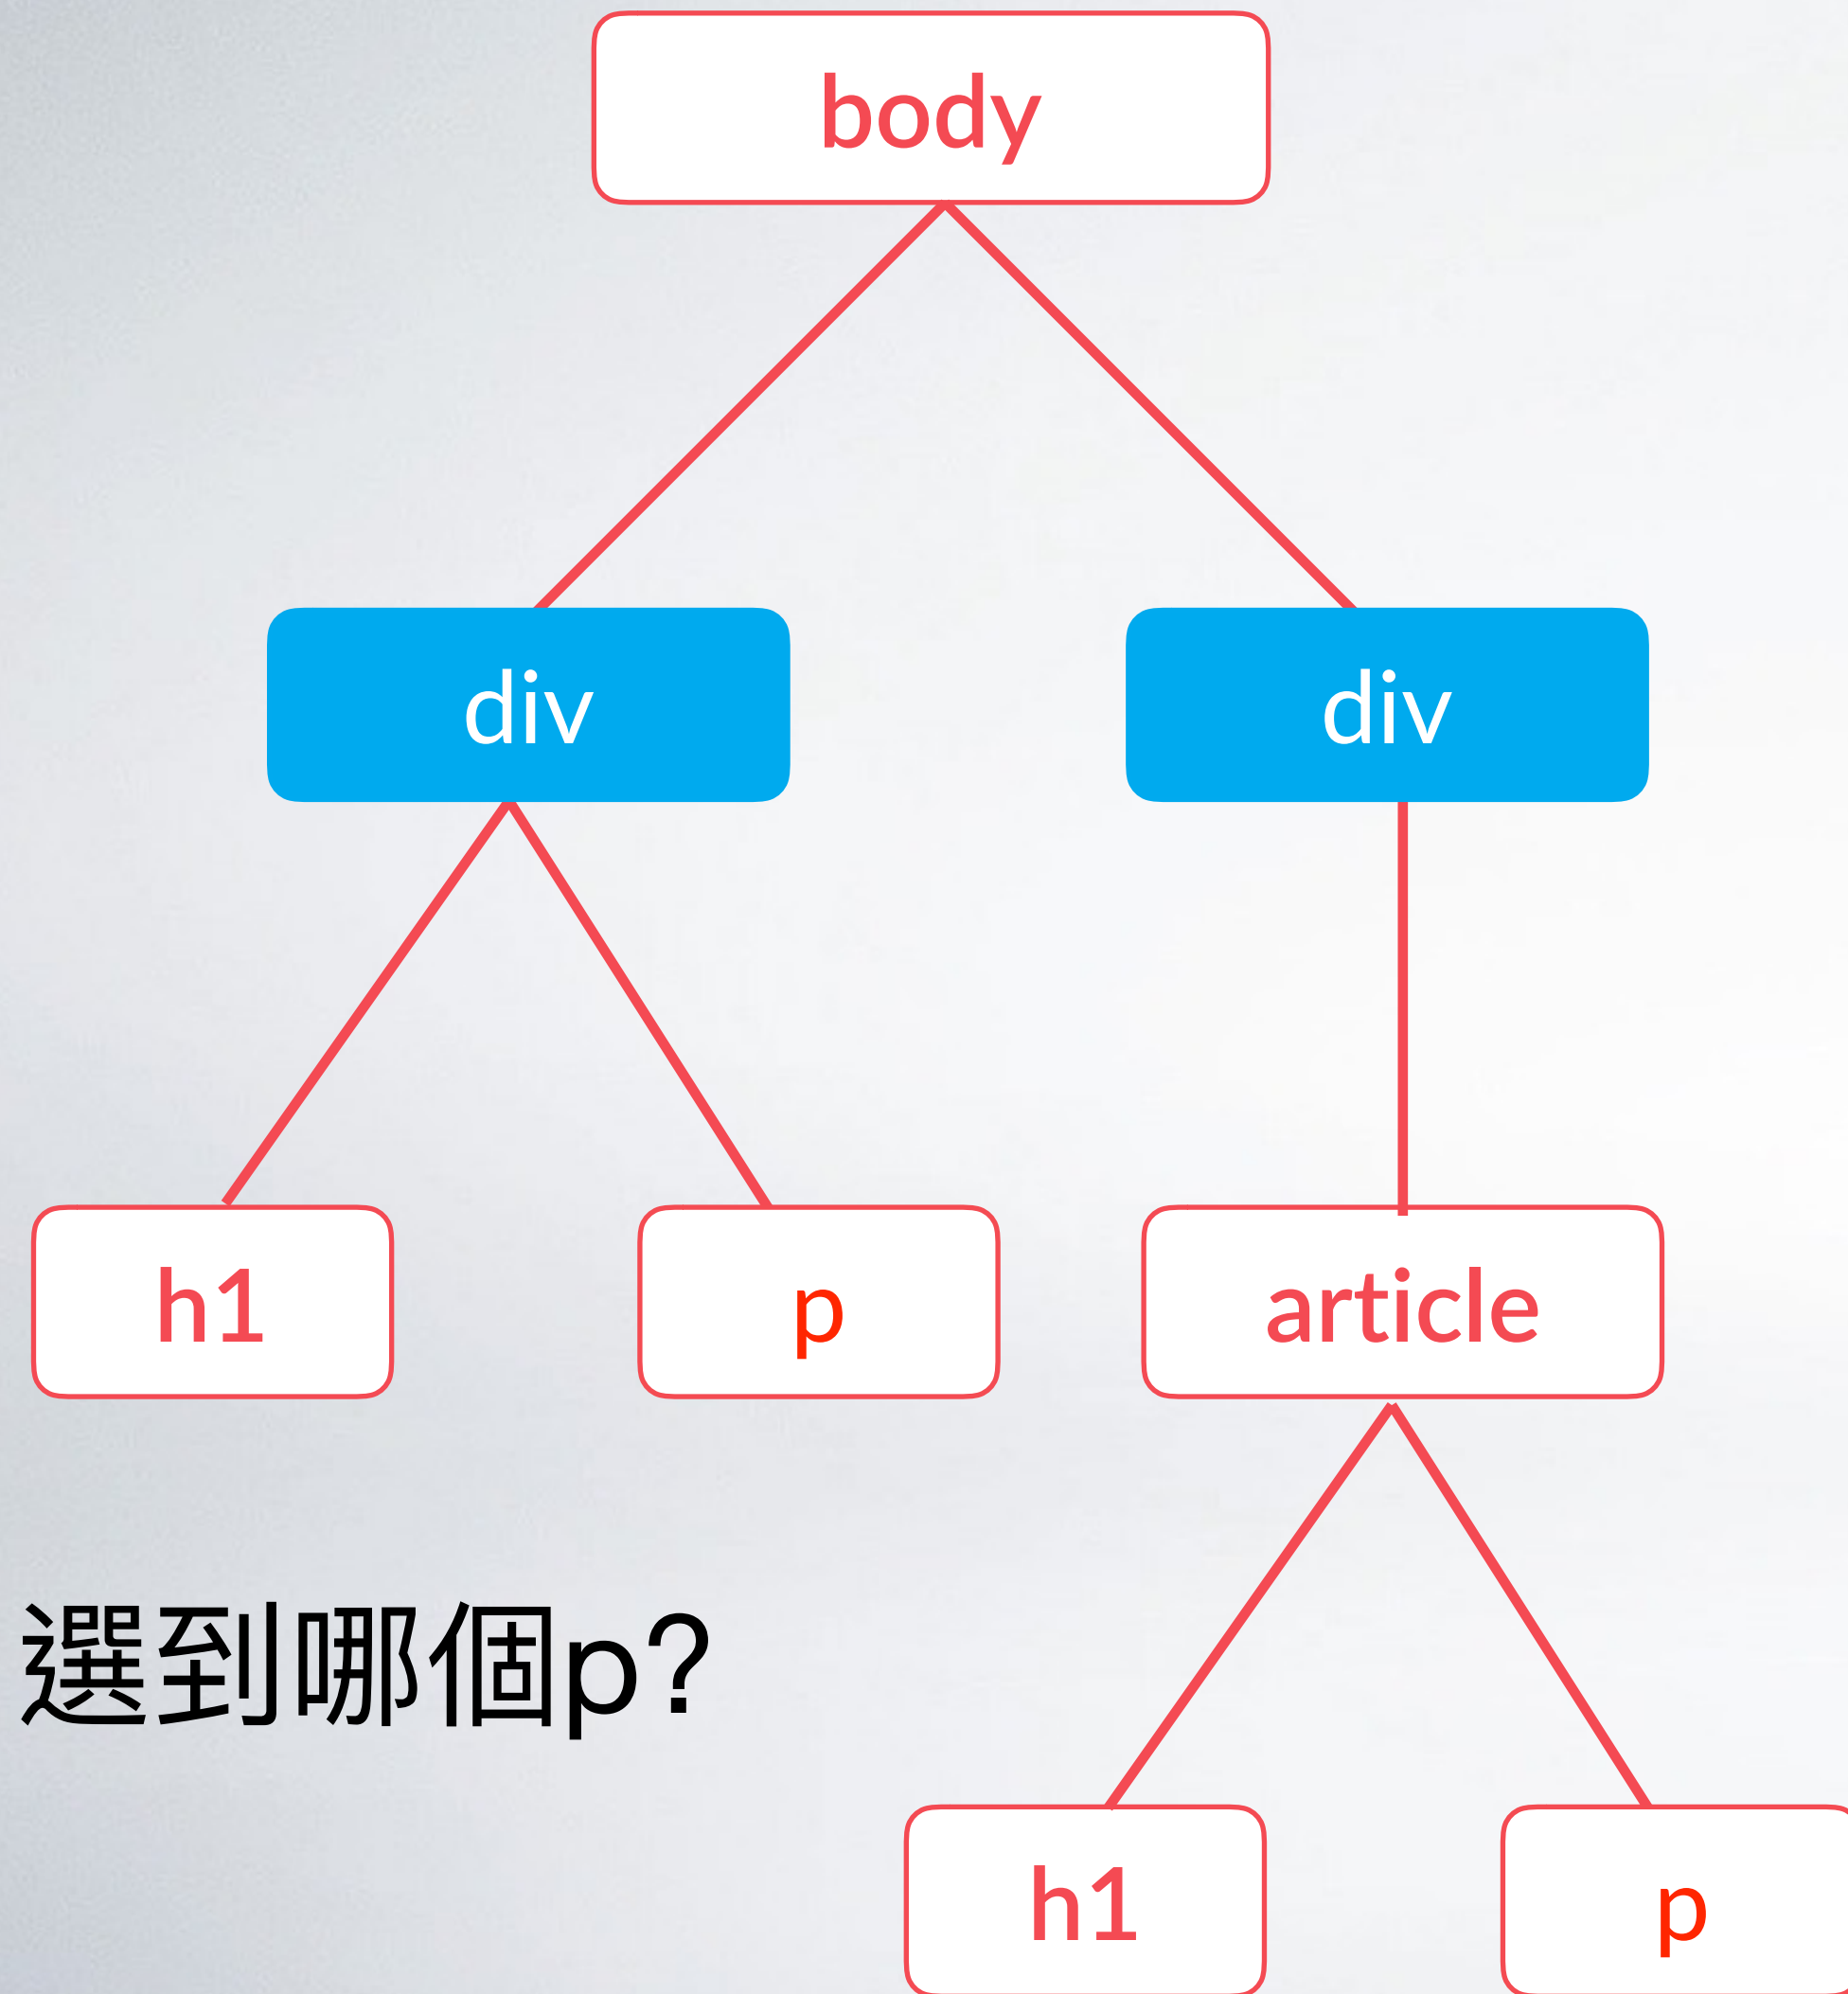 body
div
div
h1
p
article
選到哪個p?
h1
p